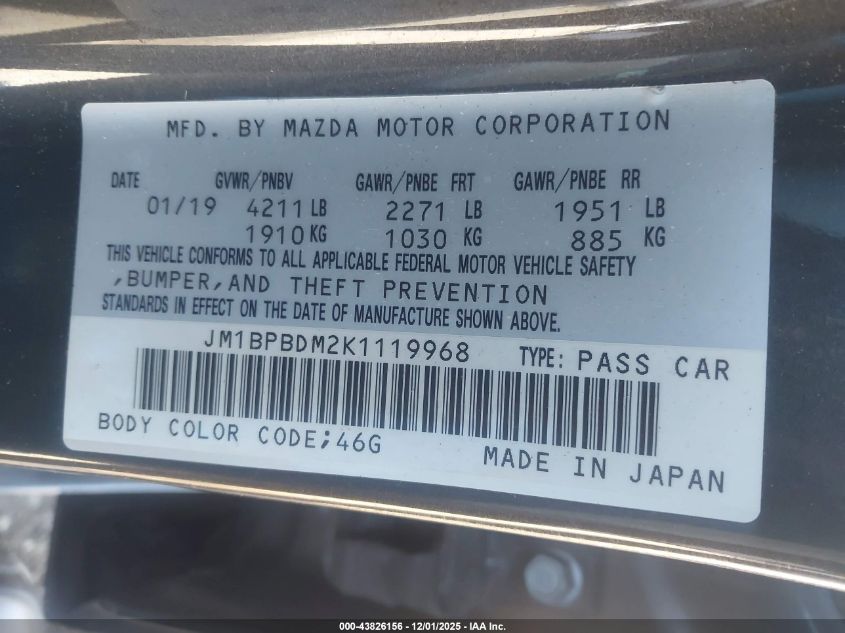 MFD. BY MAZDA MOTOR CORPORATION
DATE GVWR/PNBV GAWR/PNBE FRT GAWR/PNBE RR
01/19 4211 LB 2271 LB 1951 LB
1910 KG 1030 KG 885 KG
THIS VEHICLE CONFORMS TO ALL APPLICABLE FEDERAL MOTOR VEHICLE SAFETY
,BUMPER,AND THEFT PREVENTION
STANDARDS IN EFFECT ON THE DATE OF MANUFACTURE SHOWN ABOVE.
JM1BPBDM2K1119968 TYPE: PASS CAR
BODY COLOR CODE;46G
MADE IN JAPAN
000-43826156 - 12/01/2025 - IAA Inc.